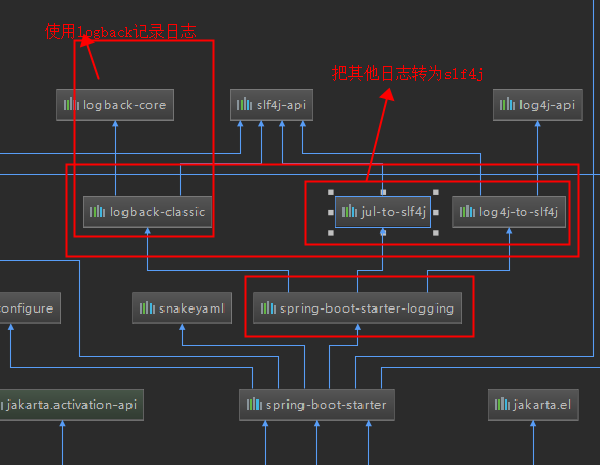 使用logback记录日志
把其他日志转为slf4j
logback-core
slf4j-api
log4j-api
logback-classic
jul-to-slf4j
log4j-to-slf4j
configure
snakeyaml
spring-boot-starter-logging
jakarta.activation-api
spring-boot-starter
jakarta.el